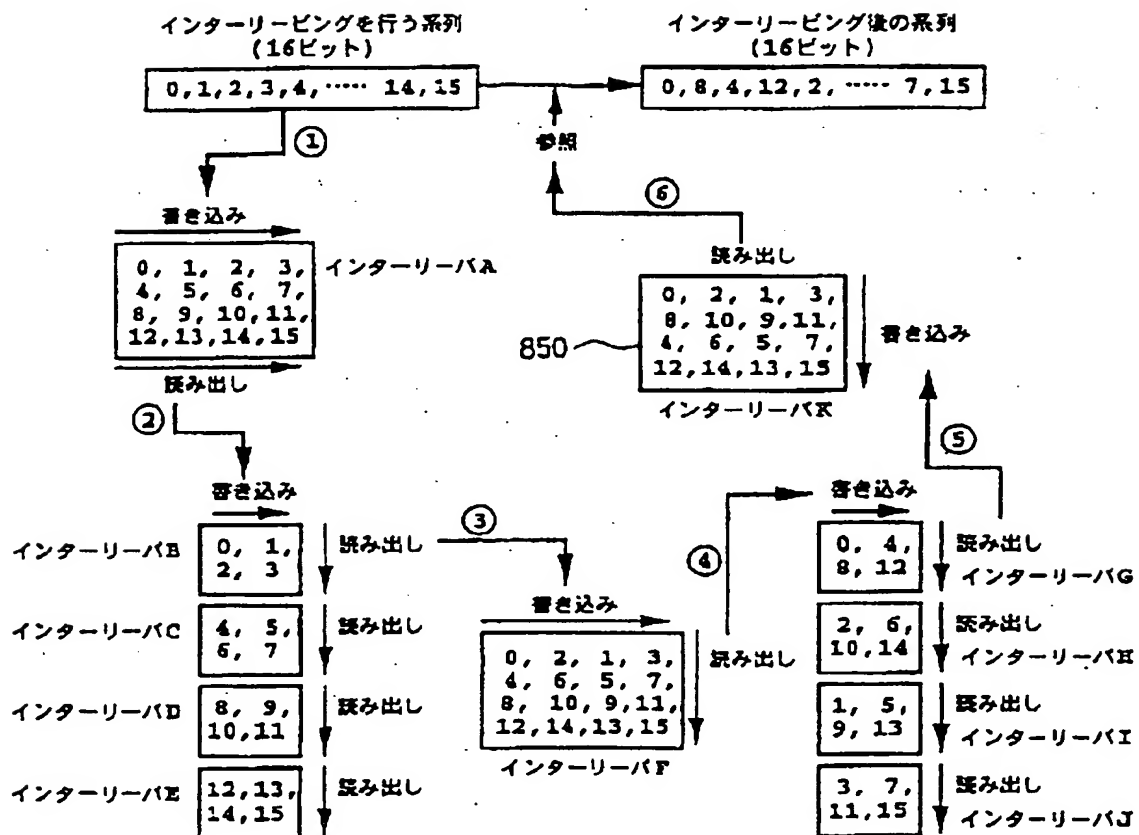 インターリービングを行う系列
(16ビット)
0,1,2,3,4,····· 14,15
インターリービング後の系列
(16ビット)
0,8,4,12,2, ····· 7,15
①
参照
⑥
書き込み
0, 1, 2, 3,
4, 5, 6, 7,
8, 9, 10,11,
12,13,14,15
インターリーバA
読み出し
②
読み出し
0, 2, 1, 3,
8, 10, 9,11,
4, 6, 5, 7,
12,14,13,15
書き込み
850
インターリーバK
⑤
書き込み
インターリーバB
0, 1,
2, 3
読み出し
インターリーバC
4, 5,
6, 7
読み出し
インターリーバD
8, 9,
10,11
読み出し
インターリーバE
12,13,
14,15
読み出し
③
書き込み
0, 2, 1, 3,
4, 6, 5, 7,
8, 10, 9,11,
12,14,13,15
読み出し
インターリーバF
④
書き込み
0, 4,
8, 12
読み出し
インターリーバG
2, 6,
10,14
読み出し
インターリーバH
1, 5,
9, 13
読み出し
インターリーバI
3, 7,
11,15
読み出し
インターリーバJ